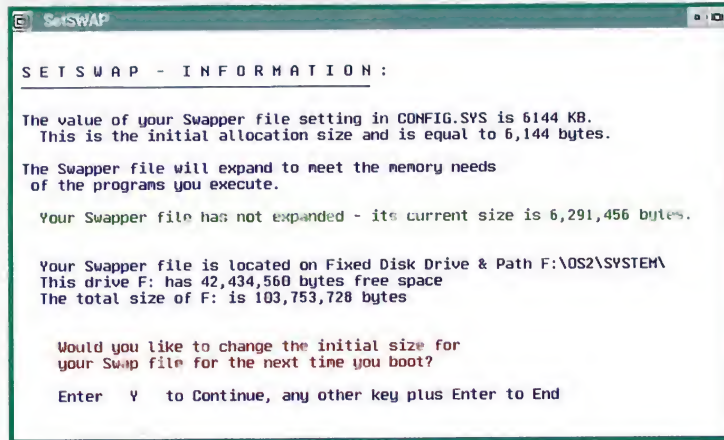 SetSWAP
S E T S W A P - I N F O R M A T I O N :
The value of your Swapper file setting in CONFIG.SYS is 6144 KB.
This is the initial allocation size and is equal to 6,144 bytes.
The Swapper file will expand to meet the memory needs
of the programs you execute.
Your Swapper file has not expanded - its current size is 6,291,456 bytes.
Your Swapper file is located on Fixed Disk Drive & Path F:\OS2\SYSTEM\
This drive F: has 42,434,560 bytes free space
The total size of F: is 103,753,728 bytes
Would you like to change the initial size for
your Swap file for the next time you boot?
Enter Y to Continue, any other key plus Enter to End